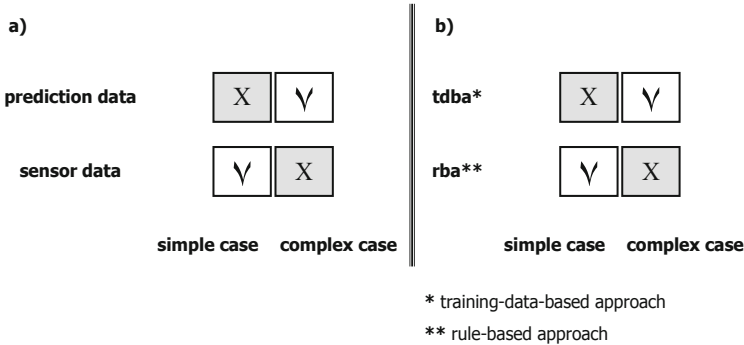 a)
prediction data X √
sensor data √ X
simple case complex case
b)
tdba* X √
rba** √ X
simple case complex case
* training-data-based approach
** rule-based approach